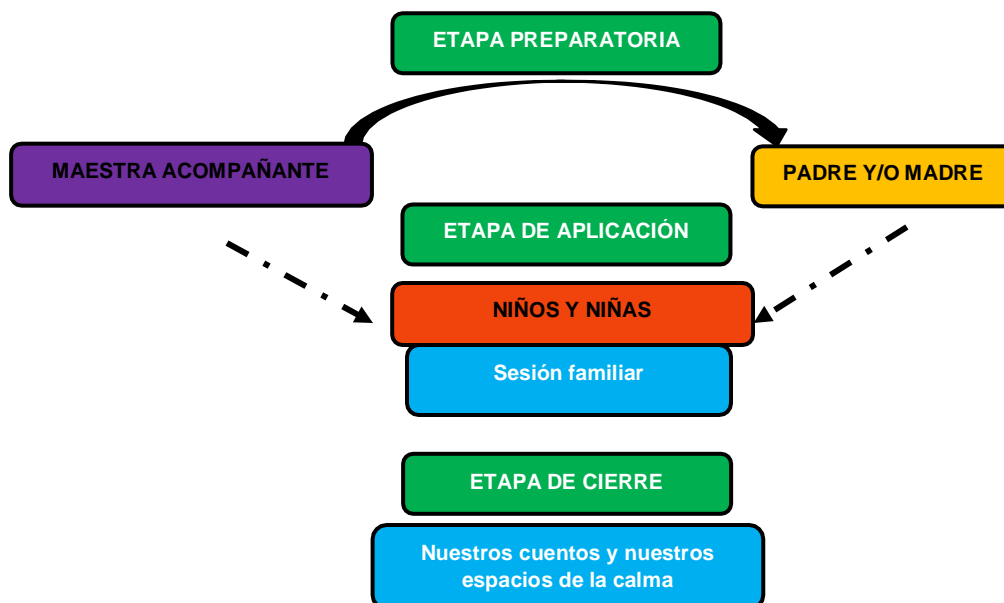 ETAPA PREPARATORIA
MAESTRA ACOMPAÑANTE
PADRE Y/O MADRE
ETAPA DE APLICACIÓN
NIÑOS Y NIÑAS
Sesión familiar
ETAPA DE CIERRE
Nuestros cuentos y nuestros
espacios de la calma